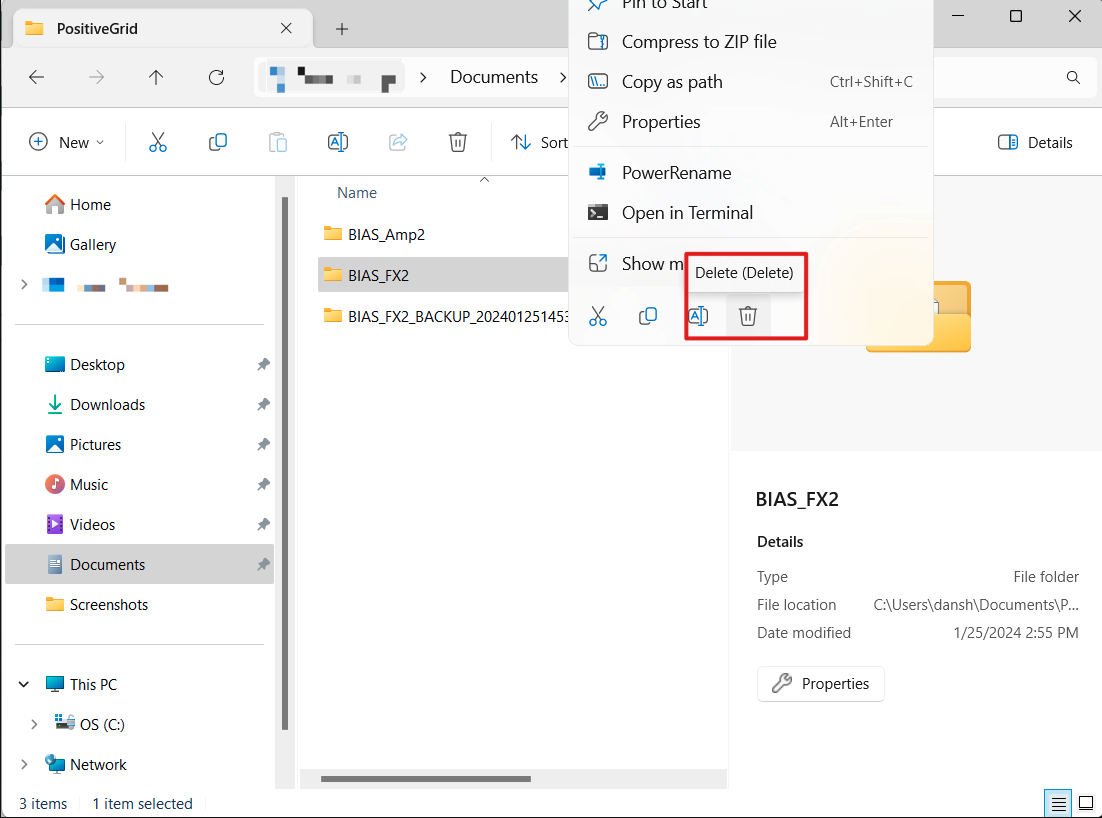 PositiveGrid
Documents
New
Sort
Details
Pin to Start
Compress to ZIP file
Copy as path Ctrl+Shift+C
Properties Alt+Enter
PowerRename
Open in Terminal
Show m
Delete (Delete)
Home
Gallery
Desktop
Downloads
Pictures
Music
Videos
Documents
Screenshots
This PC
OS (C:)
Network
Name
BIAS_Amp2
BIAS_FX2
BIAS_FX2_BACKUP_202401251453
BIAS_FX2
Details
Type File folder
File location C:\Users\dansh\Documents\P...
Date modified 1/25/2024 2:55 PM
Properties
3 items 1 item selected